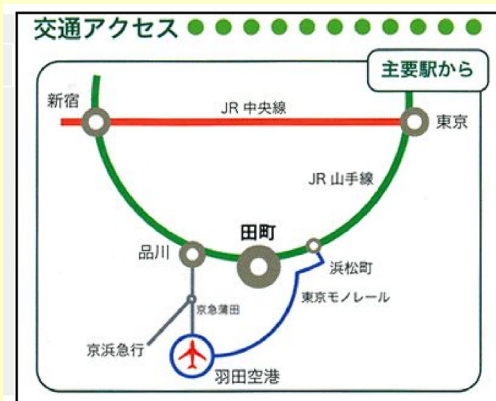 交通アクセス
主要駅から
新宿
JR 中央線
東京
JR 山手線
田町
品川
浜松町
京急蒲田
東京モノレール
京浜急行
羽田空港